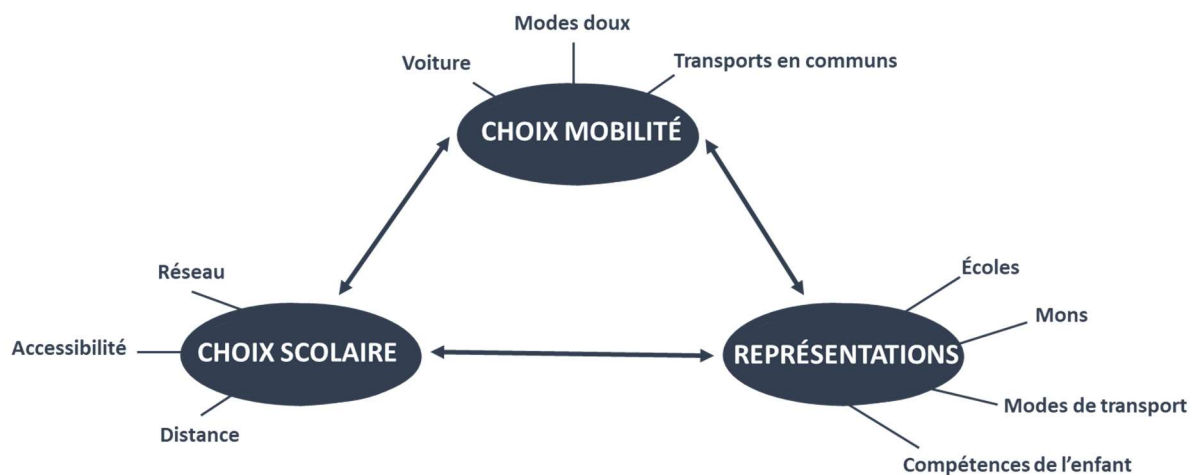 Modes doux
Voiture
Transports en communs
CHOIX MOBILITÉ
Réseau
Accessibilité
CHOIX SCOLAIRE
Distance
Écoles
Mons
REPRÉSENTATIONS
Modes de transport
Compétences de l'enfant